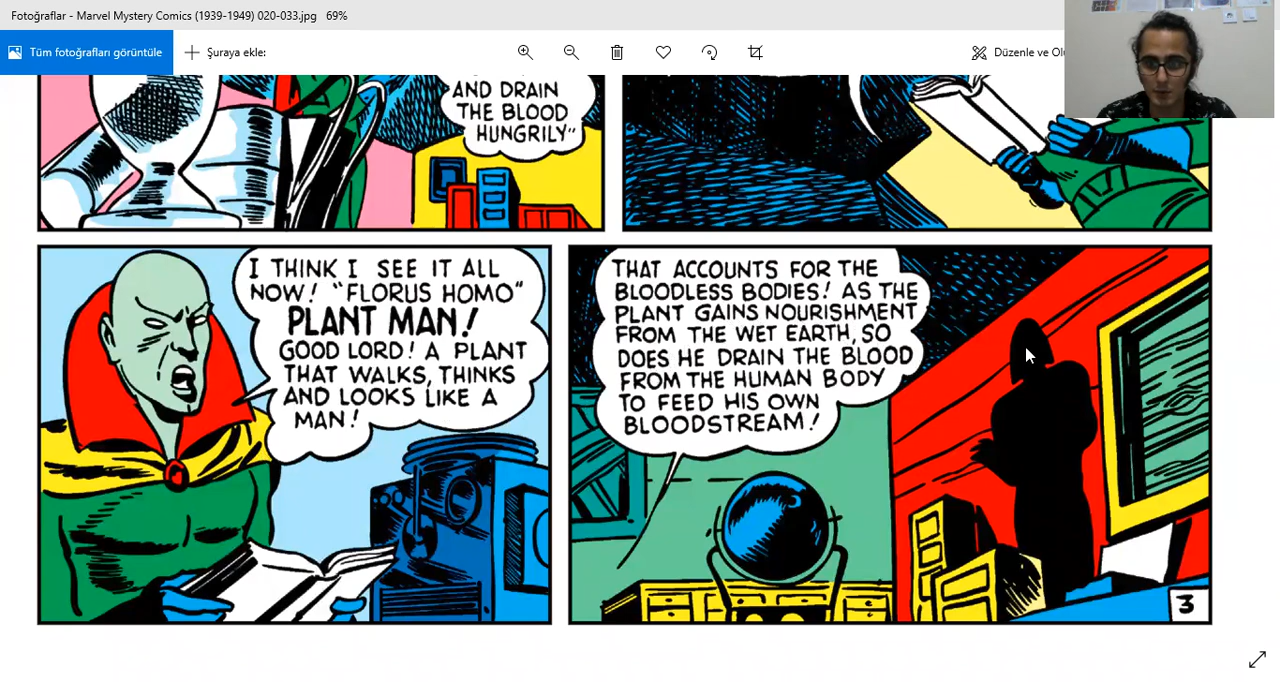 Fotoğraflar - Marvel Mystery Comics (1939-1949) 020-033.jpg 69%
Tüm fotoğrafları görüntüle
Şuraya ekle:
Düzenle ve
AND DRAIN
THE BLOOD
HUNGRILY"
I THINK I SEE IT ALL
NOW! "FLORUS HOMO"
PLANT MAN!
GOOD LORD! A PLANT
THAT WALKS, THINKS
AND LOOKS LIKE A
MAN!
THAT ACCOUNTS FOR THE
BLOODLESS BODIES! AS THE
PLANT GAINS NOURISHMENT
FROM THE WET EARTH, SO
DOES HE DRAIN THE BLOOD
FROM THE HUMAN BODY
TO FEED HIS OWN
BLOODSTREAM!
3